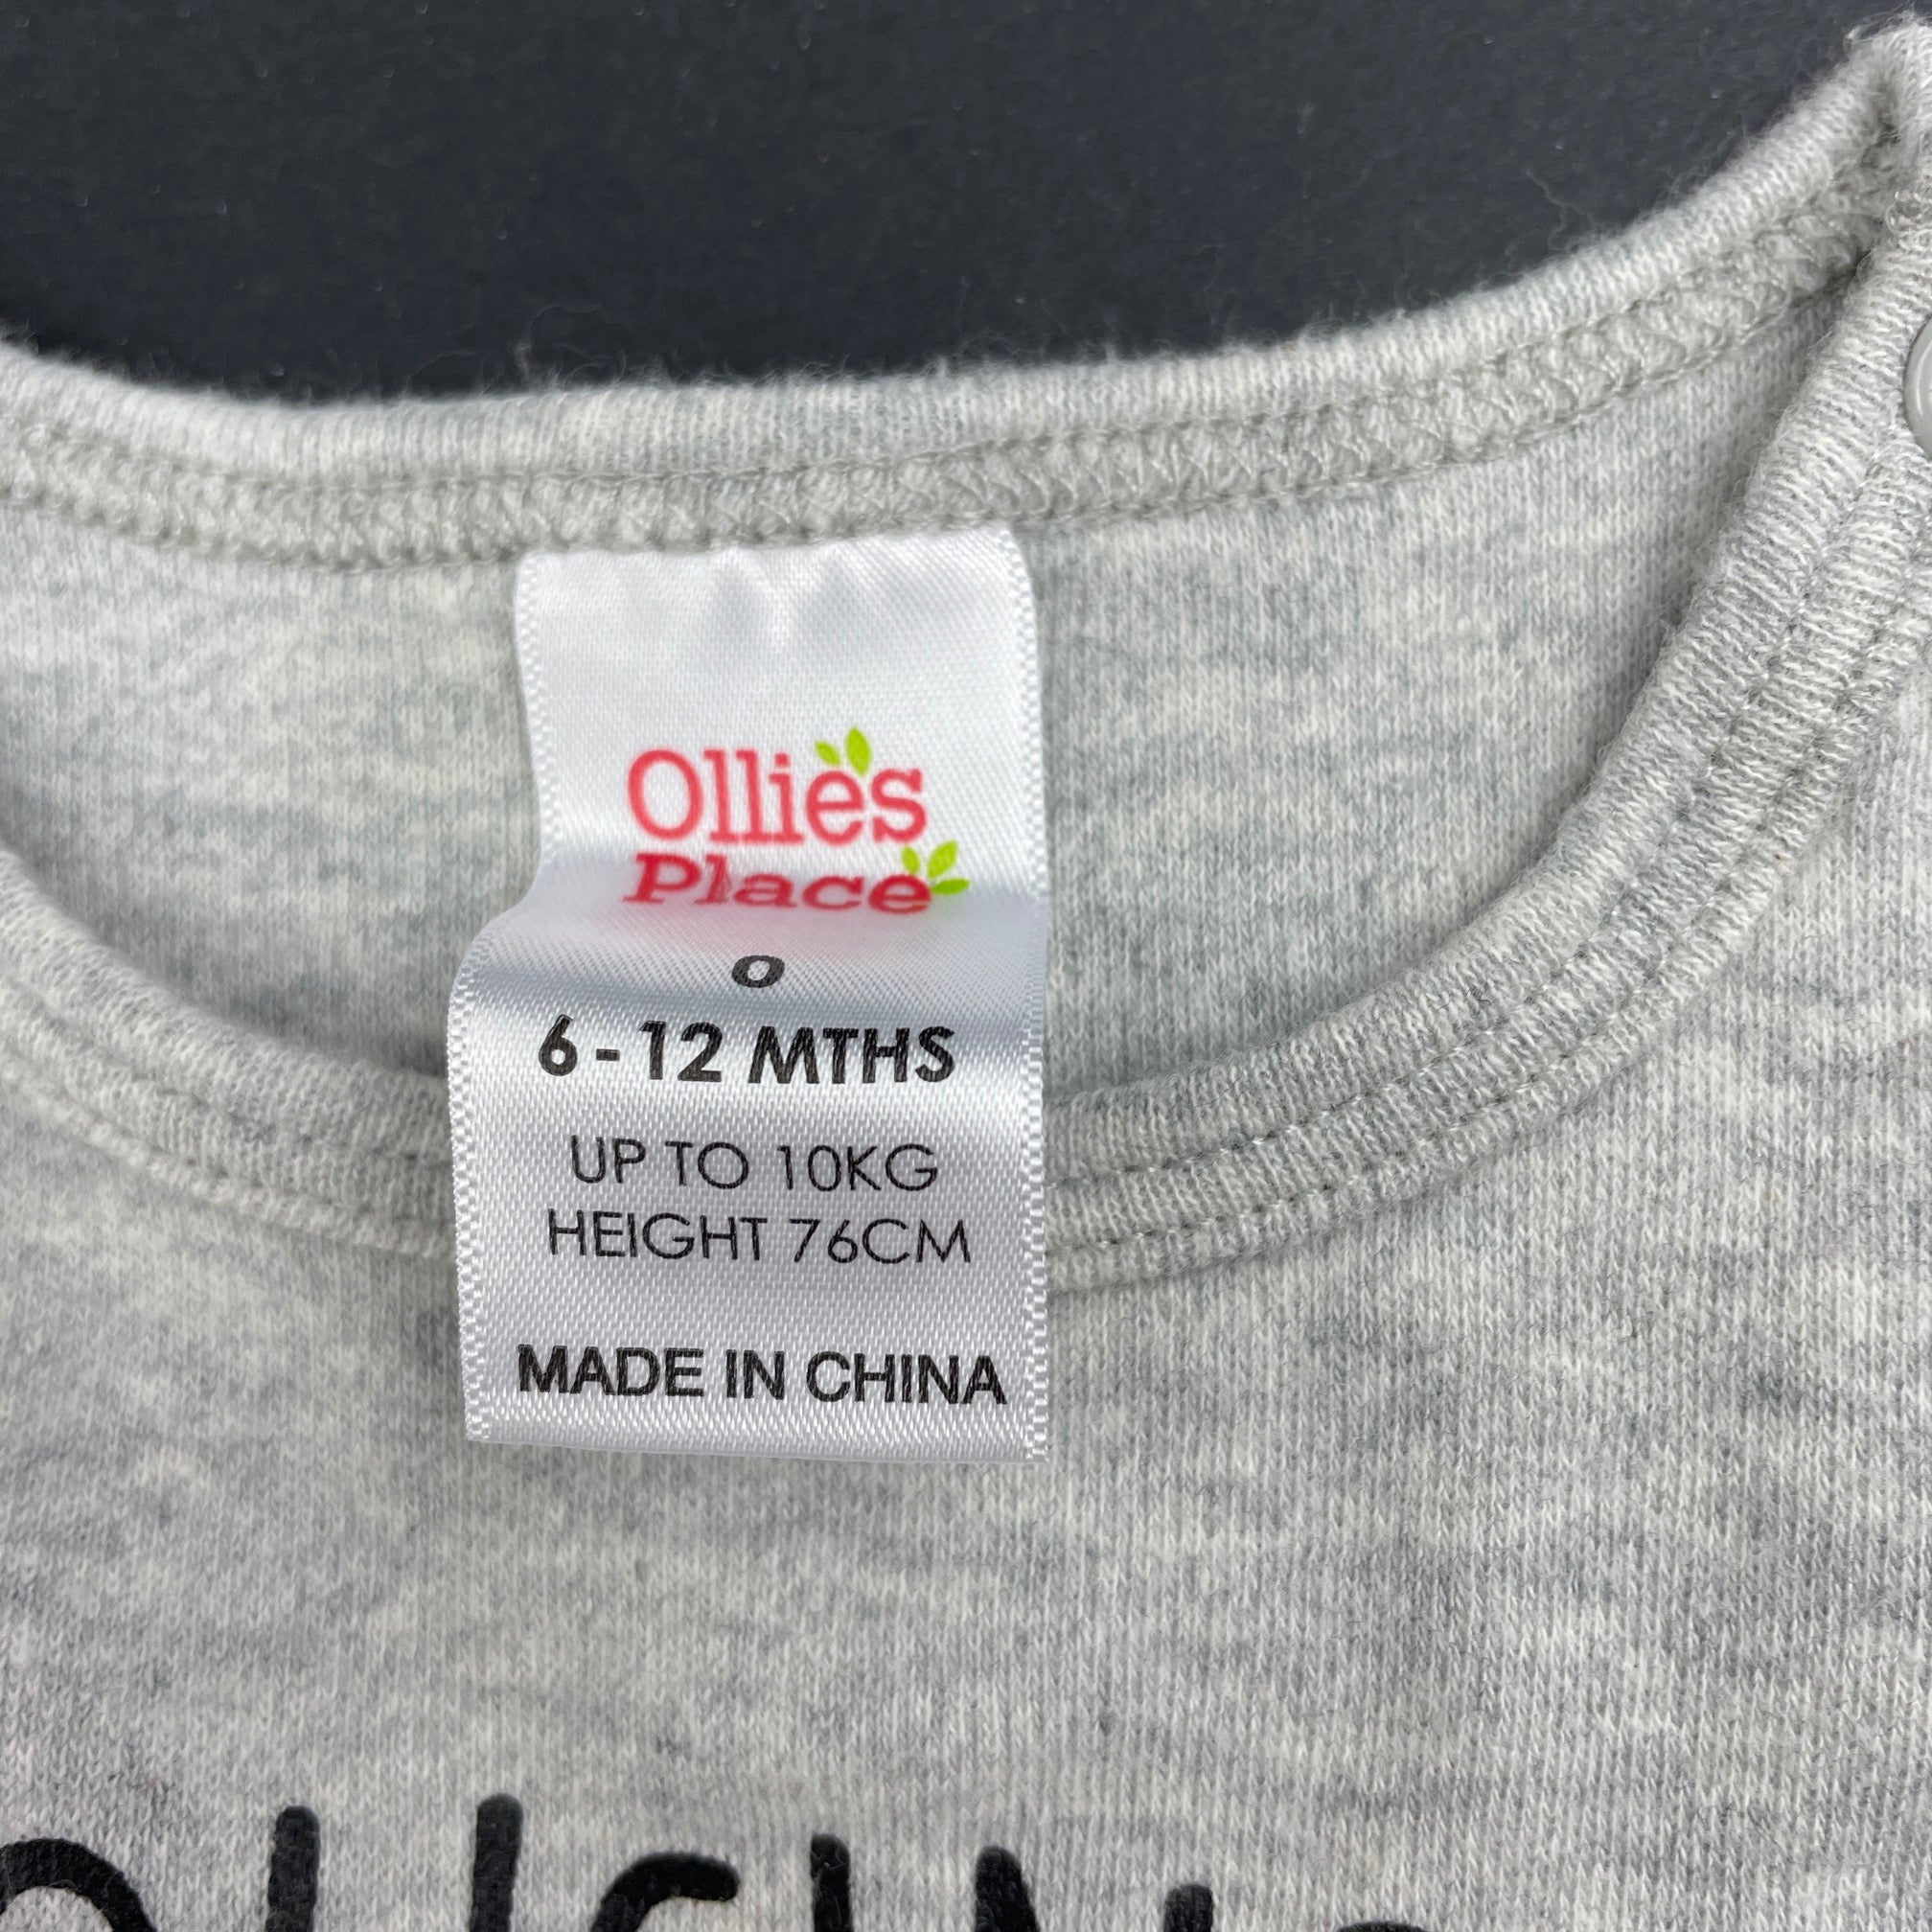 Ollie's
Place
0
6-12 MTHS
UP TO 10KG
HEIGHT 76CM
MADE IN CHINA